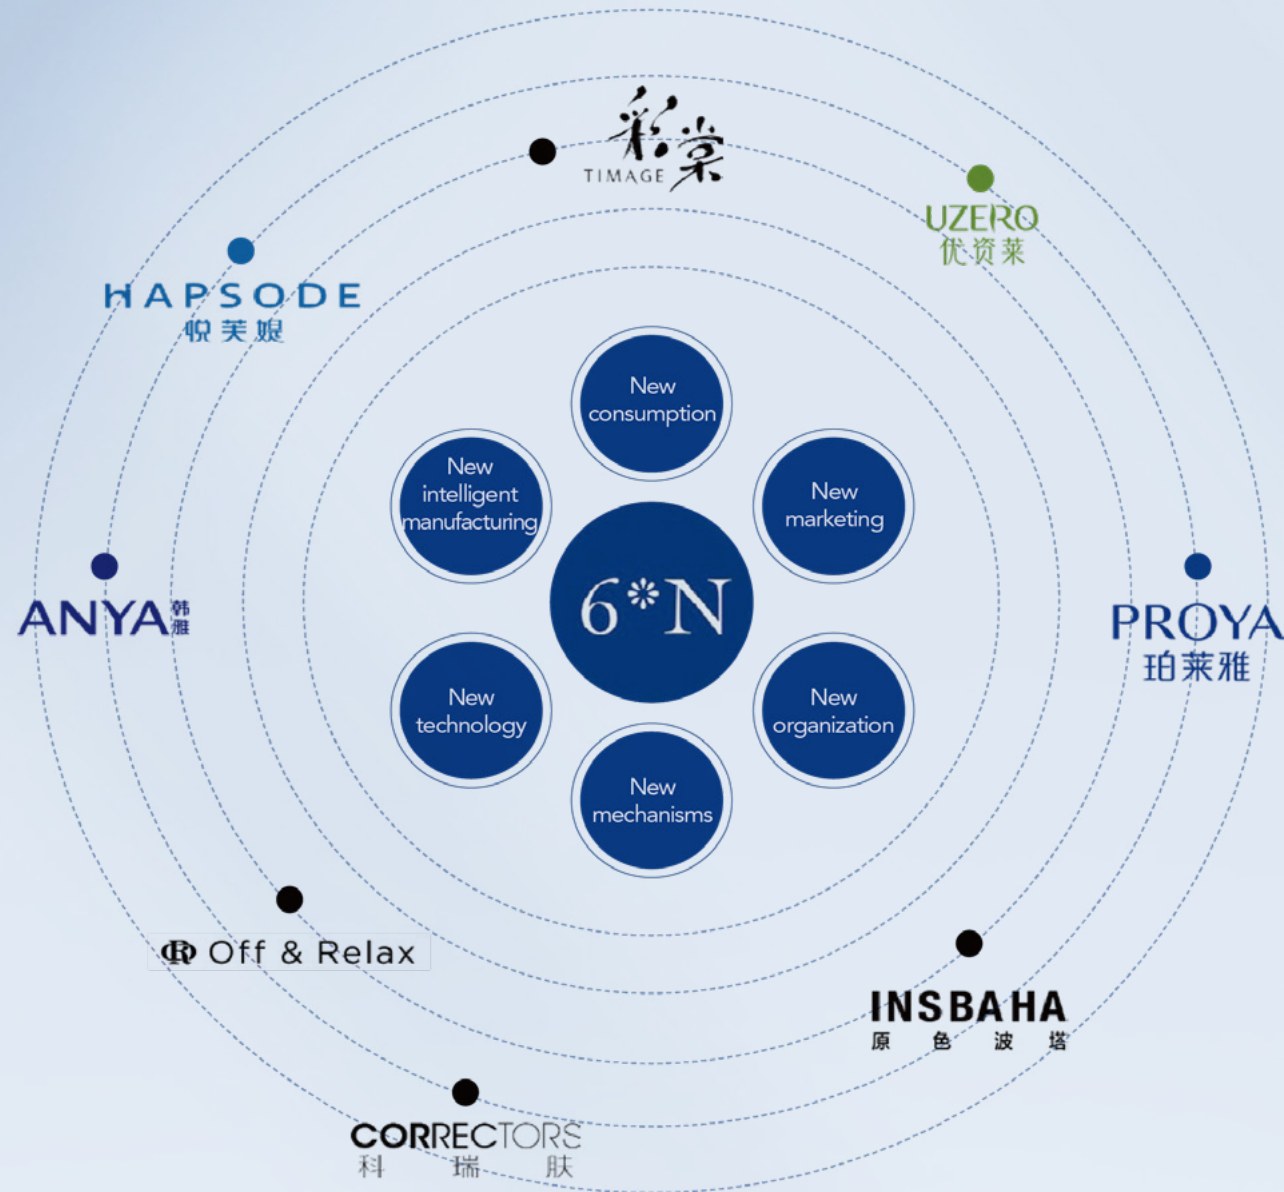 彩棠
TIMAGE
UZERO
优资莱
HAPSODE
悦芙媞
New
consumption
New
intelligent
manufacturing
New
marketing
6*N
ANYA 韩雅
PROYA
珀莱雅
New
technology
New
organization
New
mechanisms
OR Off & Relax
INSBAHA
原色波塔
CORRECTORS
科瑞肤